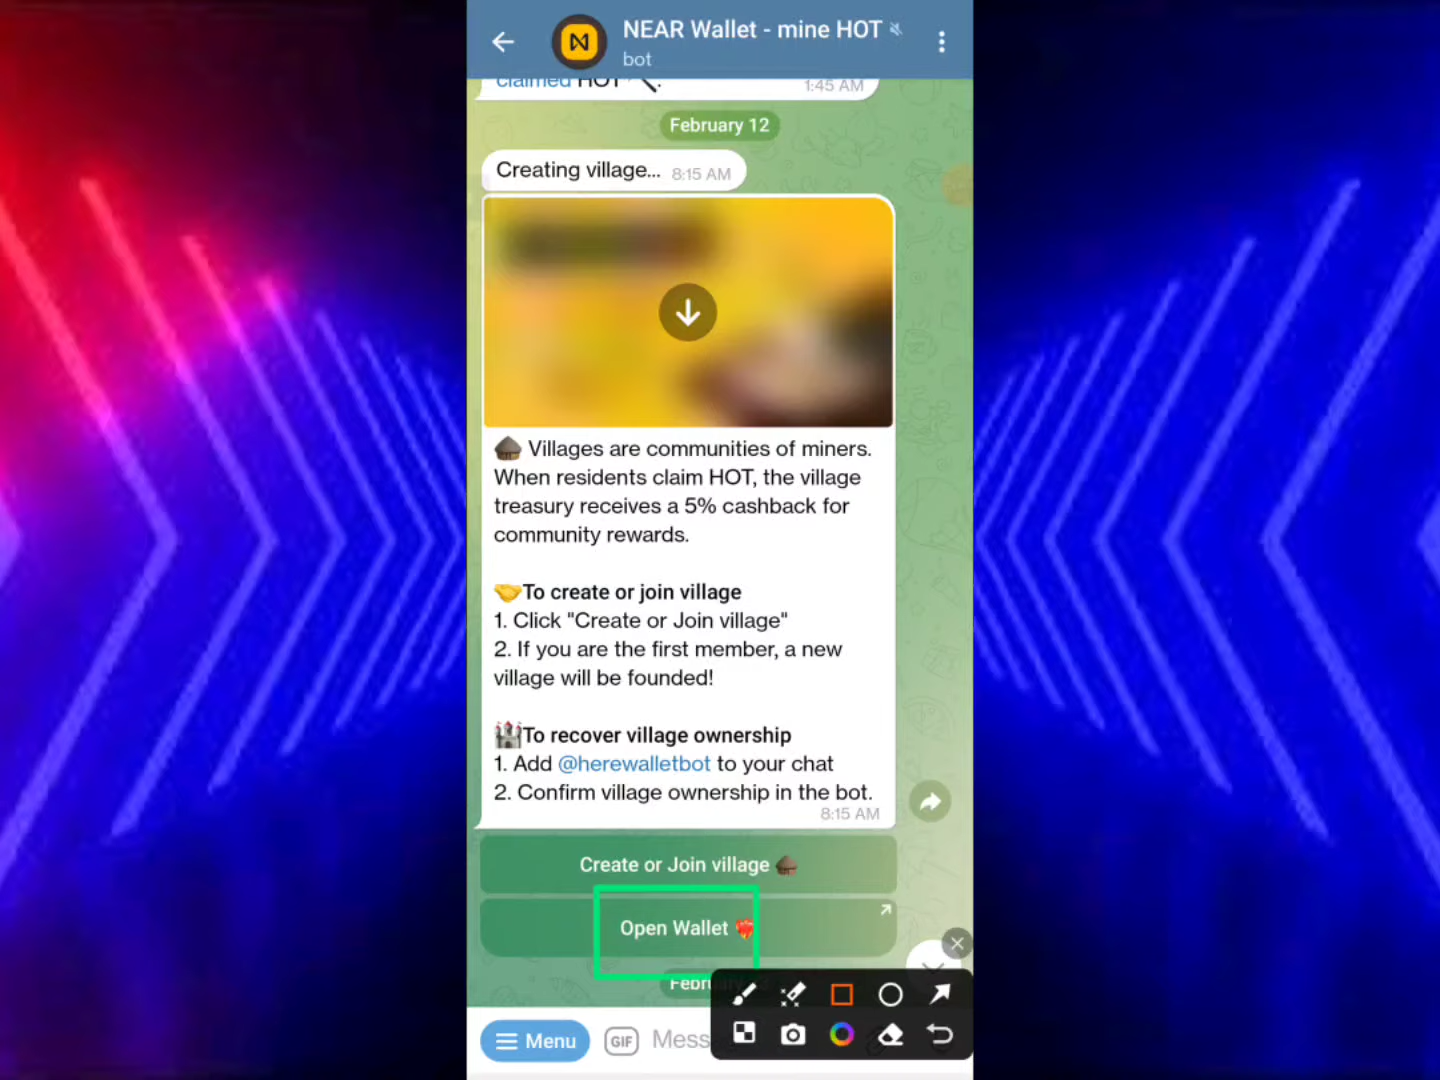 NEAR Wallet - mine HOT
bot
claimed HOT
1:45 AM
February 12
Creating village... 8:15 AM
Villages are communities of miners.
When residents claim HOT, the village
treasury receives a 5% cashback for
community rewards.
To create or join village
1. Click "Create or Join village"
2. If you are the first member, a new
village will be founded!
To recover village ownership
1. Add @herewalletbot to your chat
2. Confirm village ownership in the bot.
8:15 AM
Create or Join village
Open Wallet
Menu
GIF